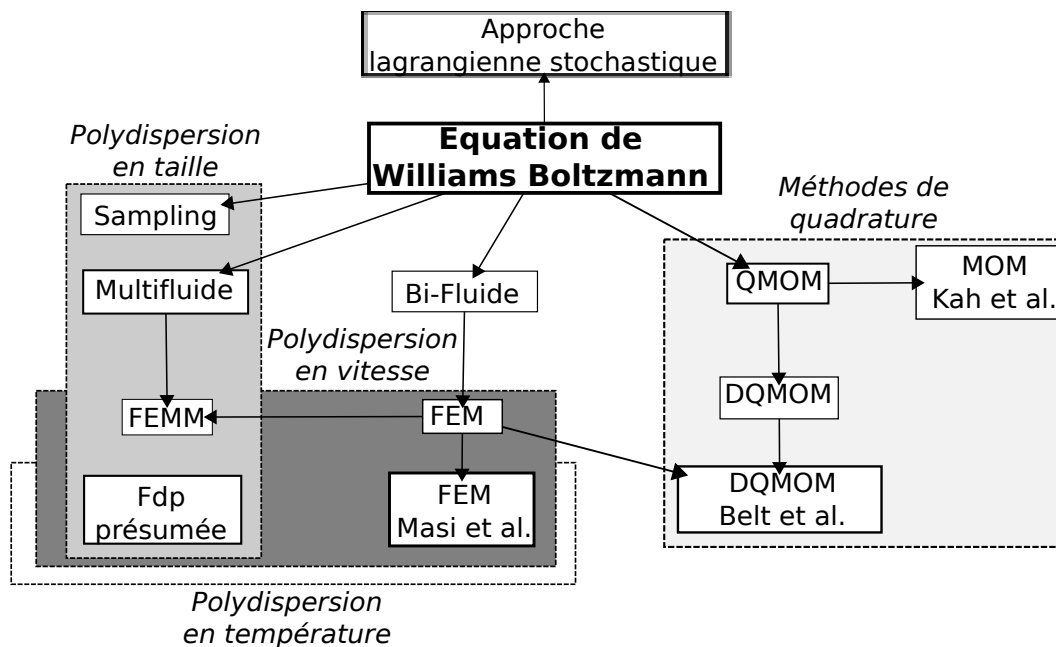 Approche
lagrangienne stochastique
Equation de
Williams Boltzmann
Polydispersion
en taille
Méthodes de
quadrature
Sampling
Multifluide
Bi-Fluide
QMOM
MOM
Kah et al.
Polydispersion
en vitesse
FEMM
FEM
DQMOM
Fdp
présumée
FEM
Masi et al.
DQMOM
Belt et al.
Polydispersion
en température